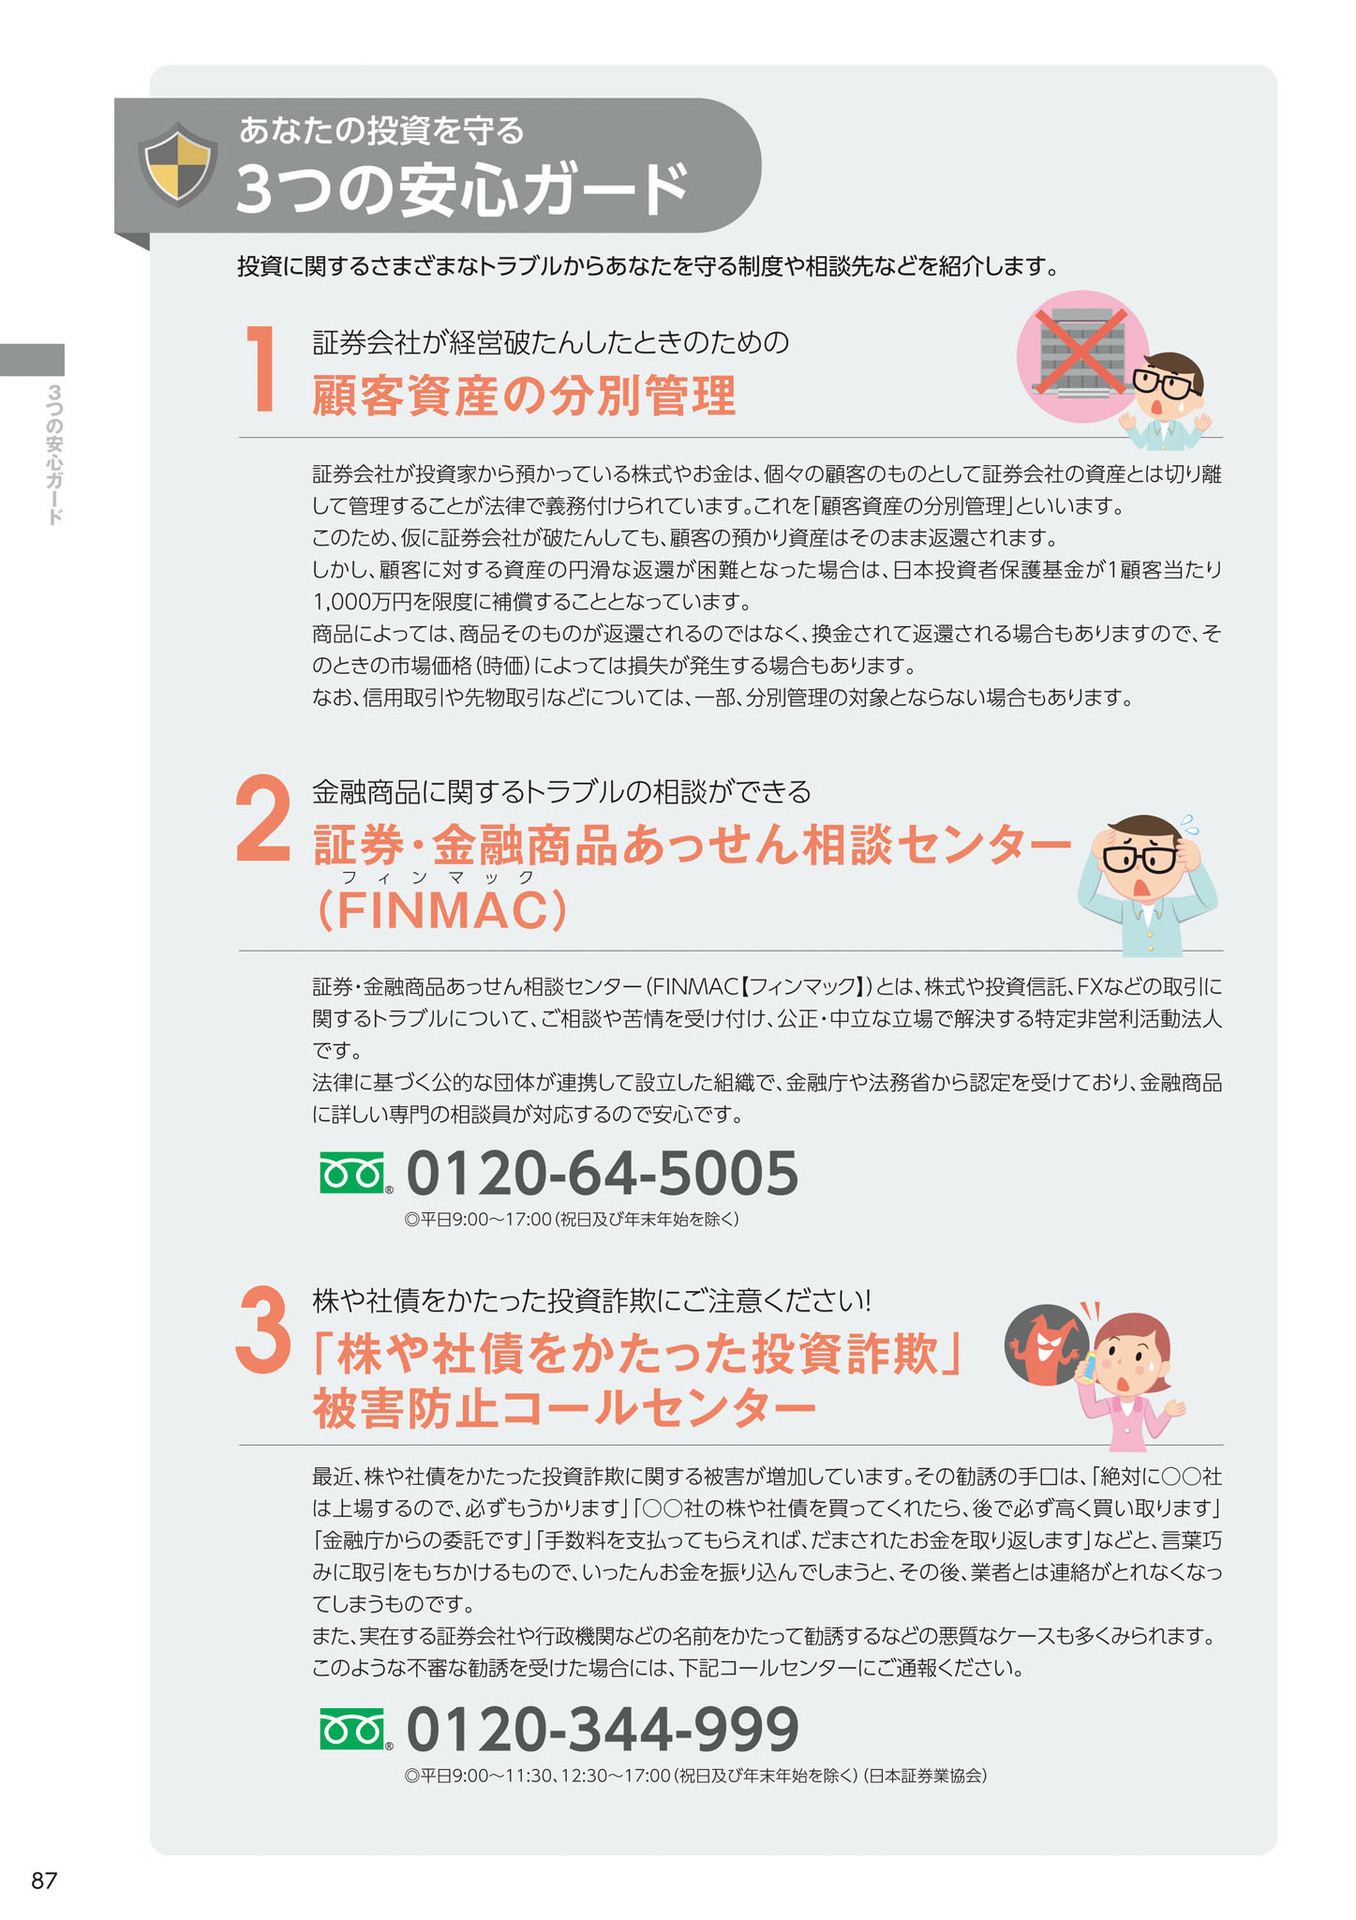 あなたの投資を守る
3つの安心ガード
投資に関するさまざまなトラブルからあなたを守る制度や相談先などを紹介します。
3つの安心ガード
1
証券会社が経営破たんしたときのための
顧客資産の分別管理
証券会社が投資家から預かっている株式やお金は、個々の顧客のものとして証券会社の資産とは切り離
して管理することが法律で義務付けられています。これを「顧客資産の分別管理」といいます。
このため、仮に証券会社が破たんしても、顧客の預かり資産はそのまま返還されます。
しかし、顧客に対する資産の円滑な返還が困難となった場合は、日本投資者保護基金が1顧客当たり
1,000万円を限度に補償することとなっています。
商品によっては、商品そのものが返還されるのではなく、換金されて返還される場合もありますので、そ
のときの市場価格（時価）によっては損失が発生する場合もあります。
なお、信用取引や先物取引などについては、一部、分別管理の対象とならない場合もあります。
2
金融商品に関するトラブルの相談ができる
証券・金融商品あっせん相談センター
フィンマック
（FINMAC）
証券・金融商品あっせん相談センター（FINMAC【フィンマック】）とは、株式や投資信託、FXなどの取引に
関するトラブルについて、ご相談や苦情を受け付け、公正・中立な立場で解決する特定非営利活動法人
です。
法律に基づく公的な団体が連携して設立した組織で、金融庁や法務省から認定を受けており、金融商品
に詳しい専門の相談員が対応するので安心です。
® 0120-64-5005
◎平日9:00～17:00（祝日及び年末年始を除く）
3
株や社債をかたった投資詐欺にご注意ください!
「株や社債をかたった投資詐欺」
被害防止コールセンター
最近、株や社債をかたった投資詐欺に関する被害が増加しています。その勧誘の手口は、「絶対に○○社
は上場するので、必ずもうかります」「○○社の株や社債を買ってくれたら、後で必ず高く買い取ります」
「金融庁からの委託です」「手数料を支払ってもらえれば、だまされたお金を取り返します」などと、言葉巧
みに取引をもちかけるもので、いったんお金を振り込んでしまうと、その後、業者とは連絡がとれなくなっ
てしまうものです。
また、実在する証券会社や行政機関などの名前をかたって勧誘するなどの悪質なケースも多くみられます。
このような不審な勧誘を受けた場合には、下記コールセンターにご通報ください。
® 0120-344-999
◎平日9:00～11:30、12:30～17:00（祝日及び年末年始を除く）（日本証券業協会）
87